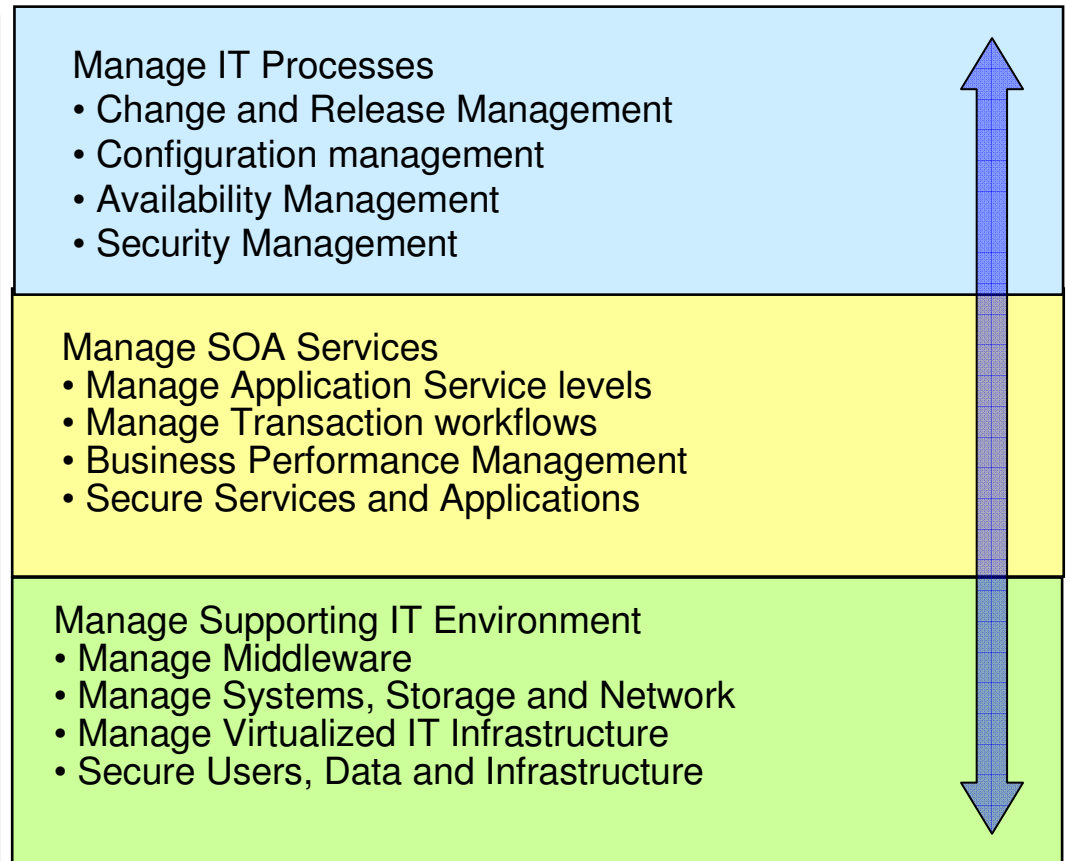 Manage IT Processes
• Change and Release Management
• Configuration management
• Availability Management
• Security Management
Manage SOA Services
• Manage Application Service levels
• Manage Transaction workflows
• Business Performance Management
• Secure Services and Applications
Manage Supporting IT Environment
• Manage Middleware
• Manage Systems, Storage and Network
• Manage Virtualized IT Infrastructure
• Secure Users, Data and Infrastructure